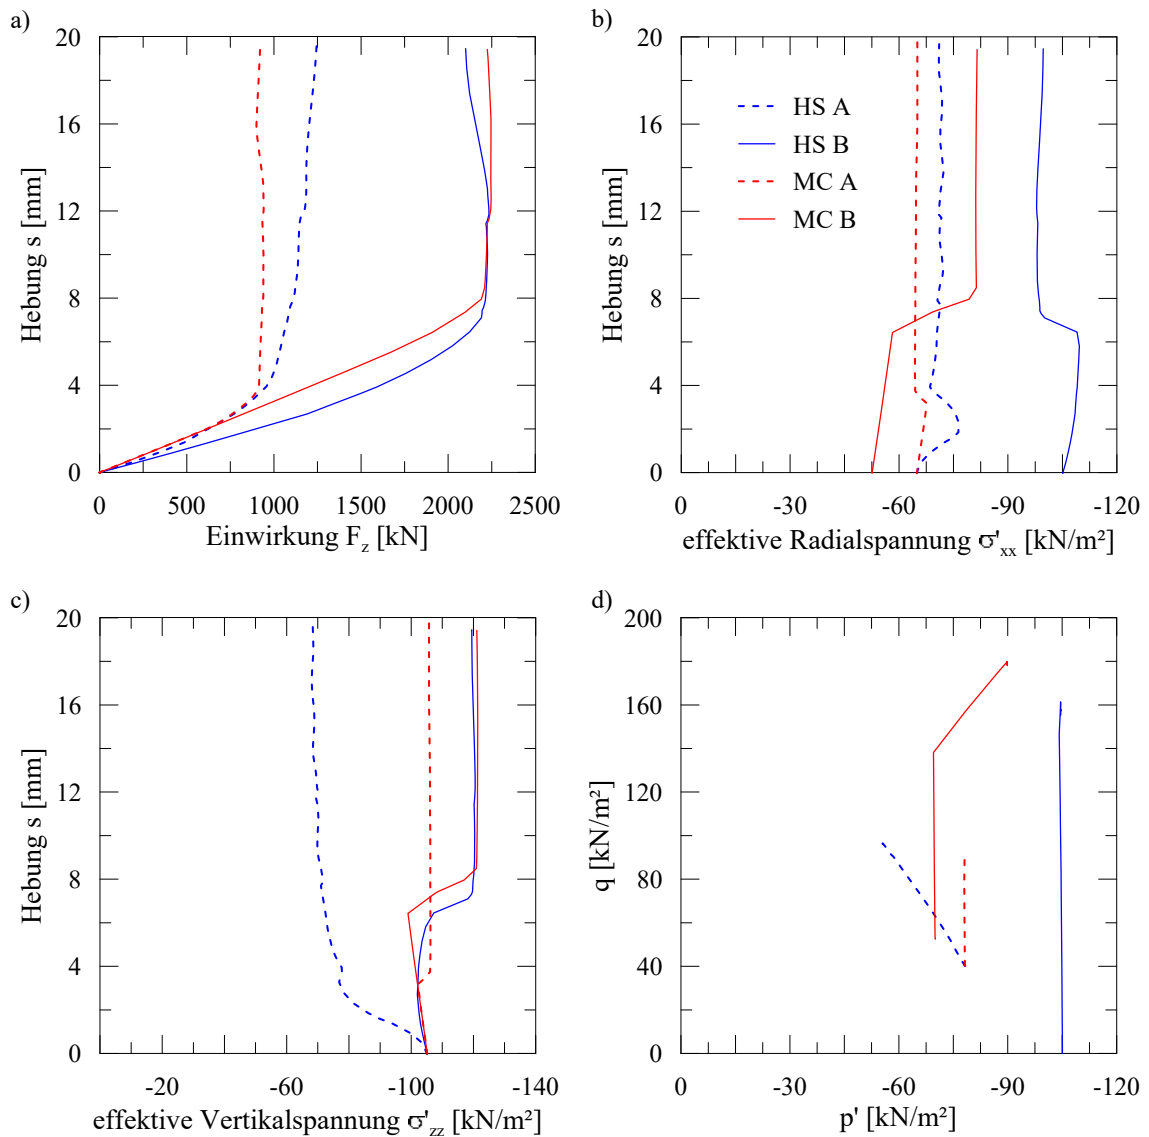 a)
20
16
12
8
4
0
Hebung s [mm]
0
500
1000
1500
2000
2500
Einwirkung F_z [kN]
b)
20
16
12
8
4
0
Hebung s [mm]
HS A
HS B
MC A
MC B
0
-30
-60
-90
-120
effektive Radialspannung σ'_xx [kN/m²]
c)
20
16
12
8
4
0
Hebung s [mm]
-20
-60
-100
-140
effektive Vertikalspannung σ'_zz [kN/m²]
d)
200
160
120
80
40
0
q [kN/m²]
0
-30
-60
-90
-120
p' [kN/m²]